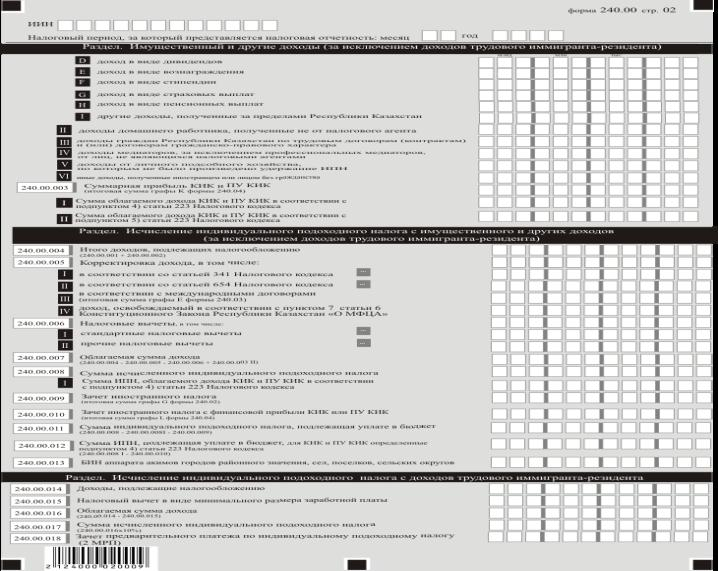 форма 240.00 стр. 02
ИИН
Налоговый период, за который представляется налоговая отчетность: месяц год
Раздел. Имущественный и другие доходы (за исключением доходов трудового иммигранта-резидента)
D доход в виде дивидендов
E доход в виде вознаграждения
F доход в виде стипендии
G доход в виде страховых выплат
H доход в виде пенсионных выплат
I другие доходы, полученные за пределами Республики Казахстан
II доходы домашнего работника, полученные не от налогового агента
III доходы граждан Республики Казахстан по трудовым договорам (контрактам)
и (или) договорам гражданско-правового характера
IV доходы медиаторов, за исключением профессиональных медиаторов,
от лиц, не являющихся налоговыми агентами
V доходы от личного подсобного хозяйства,
по которым не было произведено удержание ИПН
VI иные доходы, полученные иностранцем или лицом без гражданства
240.00.003 Суммарная прибыль КИК и ПУ КИК
(итоговая сумма графы K формы 240.04)
I Сумма облагаемого дохода КИК и ПУ КИК в соответствии с
подпунктом 4) статьи 223 Налогового кодекса
II Сумма облагаемого дохода КИК и ПУ КИК в соответствии с
подпунктом 5) статьи 223 Налогового кодекса
Раздел. Исчисление индивидуального подоходного налога с имущественного и других доходов
(за исключением доходов трудового иммигранта-резидента)
240.00.004 Итого доходов, подлежащих налогообложению
(240.00.001 + 240.00.002)
240.00.005 Корректировка дохода, в том числе:
I в соответствии со статьей 341 Налогового кодекса ...
II в соответствии со статьей 654 Налогового кодекса ...
III в соответствии с международными договорами
(итоговая сумма графы E формы 240.03)
IV доход, освобождаемый в соответствии с пунктом 7 статьи 6
Конституционного Закона Республики Казахстан «О МФЦА»
240.00.006 Налоговые вычеты, в том числе:
I стандартные налоговые вычеты ...
II прочие налоговые вычеты ...
240.00.007 Облагаемая сумма дохода
(240.00.004 - 240.00.005 - 240.00.006 + 240.00.003 II)
240.00.008 Сумма исчисленного индивидуального подоходного налога
I Сумма ИПН, облагаемого дохода КИК и ПУ КИК в соответствии
с подпунктом 4) статьи 223 Налогового кодекса
240.00.009 Зачет иностранного налога
(итоговая сумма графы G формы 240.02)
240.00.010 Зачет иностранного налога с финансовой прибыли КИК или ПУ КИК
(итоговая сумма графы L формы 240.04)
240.00.011 Сумма индивидуального подоходного налога, подлежащая уплате в бюджет
(240.00.008 - 240.00.008I - 240.00.009)
240.00.012 Сумма ИПН, подлежащая уплате в бюджет, для КИК и ПУ КИК определенные
подпунктом 4) статьи 223 Налогового кодекса
(240.00.008 I - 240.00.010)
240.00.013 БИН аппарата акимов городов районного значения, сел, поселков, сельских округов
Раздел. Исчисление индивидуального подоходного налога с доходов трудового иммигранта-резидента
240.00.014 Доходы, подлежащие налогообложению
240.00.015 Налоговый вычет в виде минимального размера заработной платы
240.00.016 Облагаемая сумма дохода
(240.00.014 - 240.00.015)
240.00.017 Сумма исчисленного индивидуального подоходного налога
(240.00.016х10%)
240.00.018 Зачет предварительного платежа по индивидуальному подоходному налогу
(2 МРП)
2124000020009